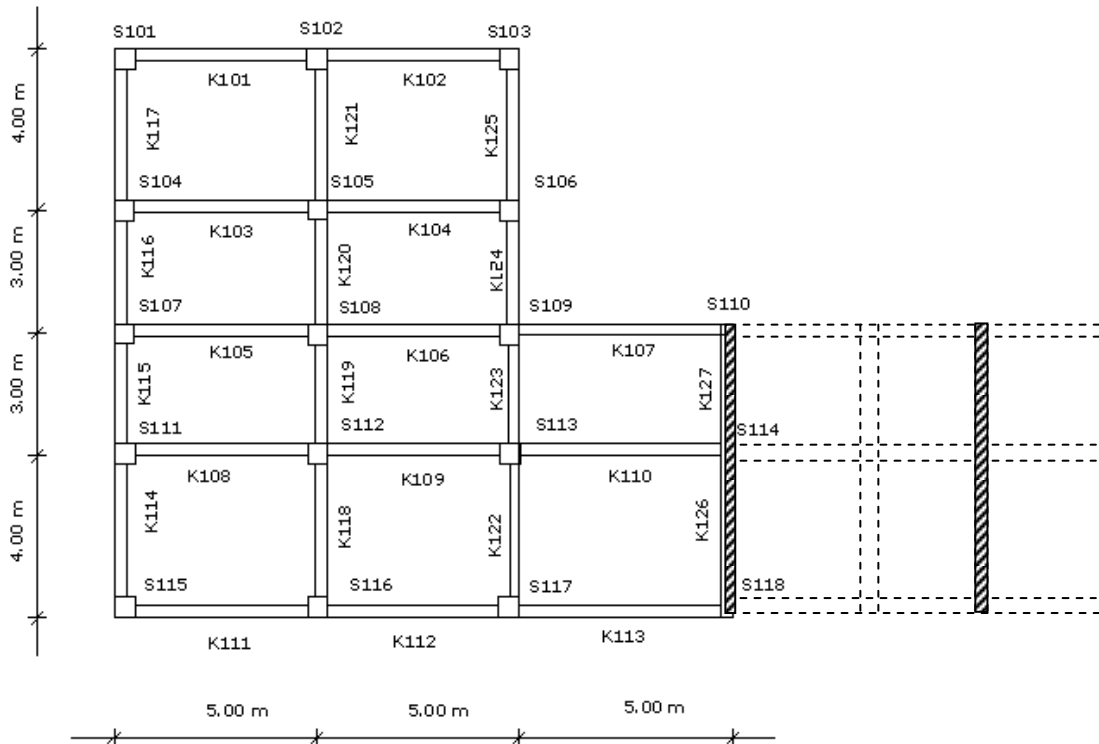 S101
S102
S103
K101
K102
4.00 m
K117
K121
K125
S104
S105
S106
K103
K104
3.00 m
K116
K120
K124
S107
S108
S109
S110
K105
K106
K107
3.00 m
K115
K119
K123
K127
S111
S112
S113
S114
K108
K109
K110
4.00 m
K114
K118
K122
K126
S115
S116
S117
S118
K111
K112
K113
5.00 m
5.00 m
5.00 m